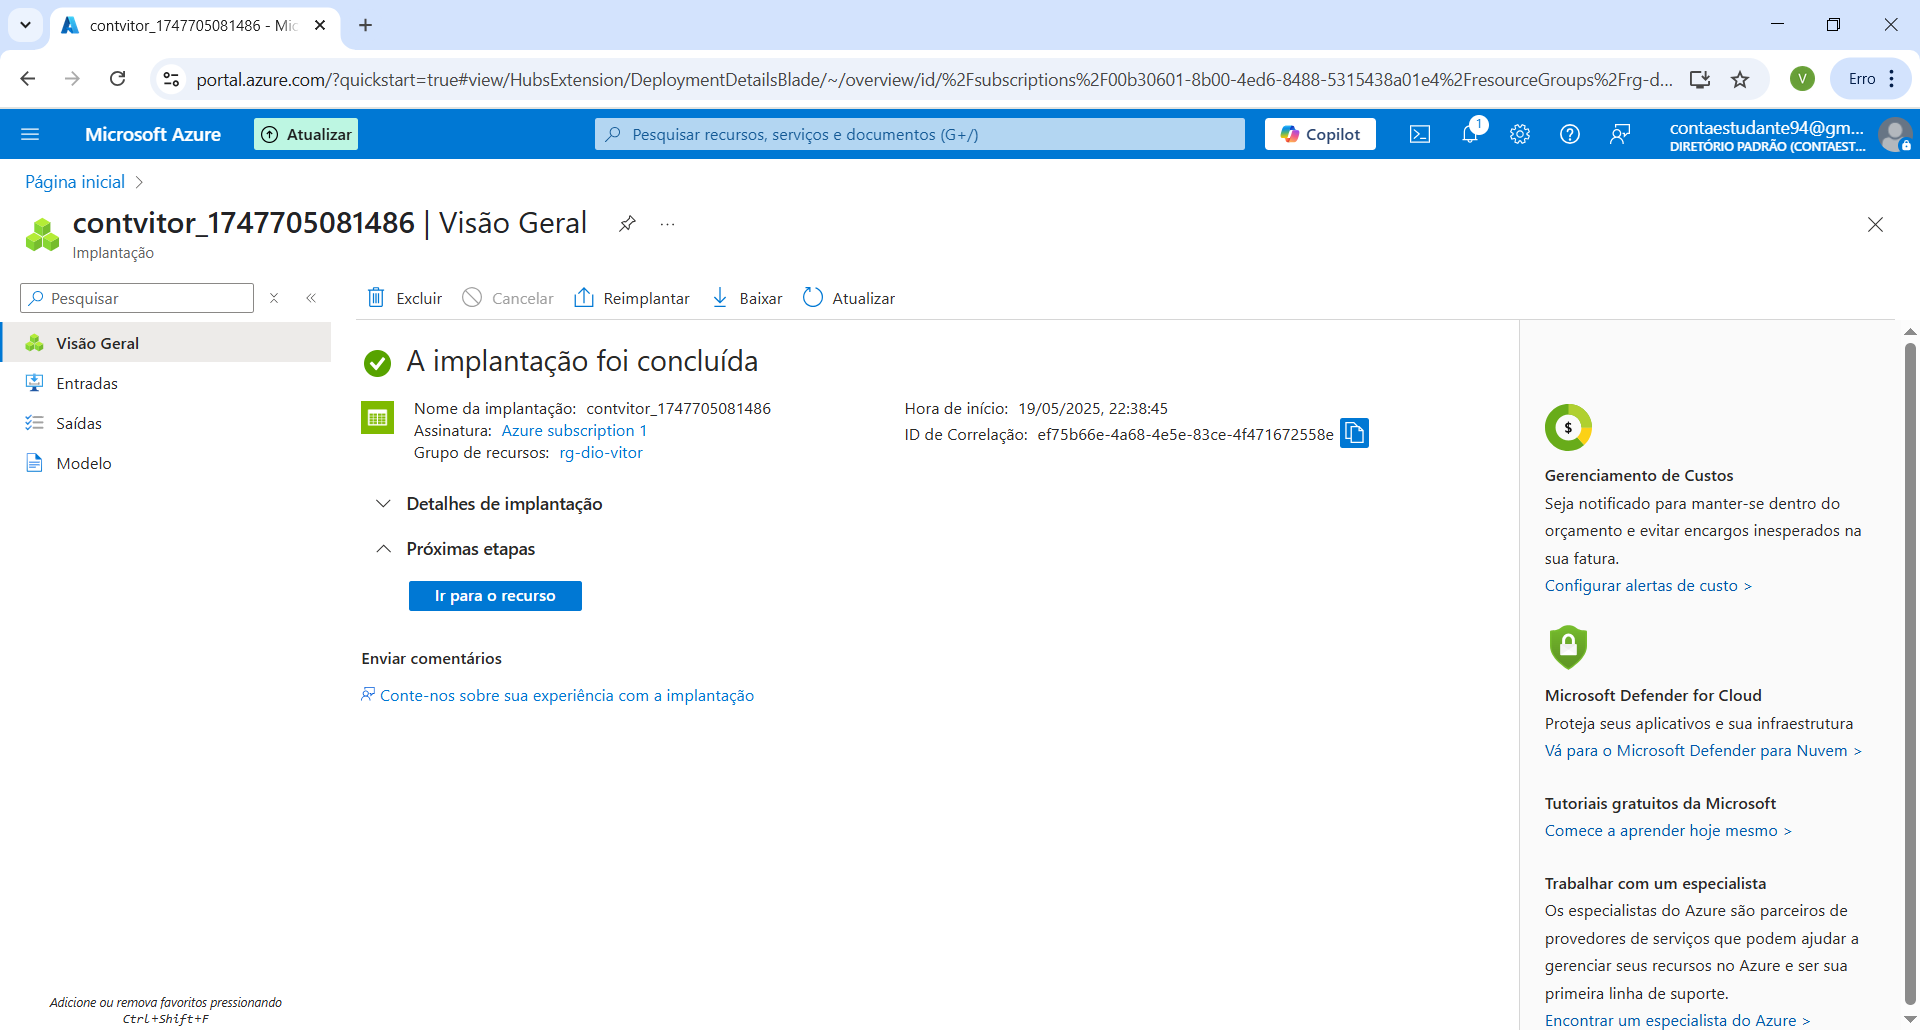 contvitor_1747705081486 - Mic
portal.azure.com/?quickstart=true#view/HubsExtension/DeploymentDetailsBlade/~/overview/id/%2Fsubscriptions%2F00b30601-8b00-4ed6-8488-5315438a01e4%2FresourceGroups%2Frg-d...
V
Erro
Microsoft Azure
Atualizar
Pesquisar recursos, serviços e documentos (G+/)
Copilot
1
contaestudante94@gm...
DIRETÓRIO PADRÃO (CONTAEST...
Página inicial
contvitor_1747705081486 | Visão Geral
...
Implantação
Pesquisar
Excluir
Cancelar
Reimplantar
Baixar
Atualizar
Visão Geral
Entradas
Saídas
Modelo
A implantação foi concluída
Nome da implantação: contvitor_1747705081486
Assinatura: Azure subscription 1
Grupo de recursos: rg-dio-vitor
Hora de início: 19/05/2025, 22:38:45
ID de Correlação: ef75b66e-4a68-4e5e-83ce-4f471672558e
Detalhes de implantação
Próximas etapas
Ir para o recurso
Enviar comentários
Conte-nos sobre sua experiência com a implantação
$
Gerenciamento de Custos
Seja notificado para manter-se dentro do
orçamento e evitar encargos inesperados na
sua fatura.
Configurar alertas de custo >
Microsoft Defender for Cloud
Proteja seus aplicativos e sua infraestrutura
Vá para o Microsoft Defender para Nuvem >
Tutoriais gratuitos da Microsoft
Comece a aprender hoje mesmo >
Trabalhar com um especialista
Os especialistas do Azure são parceiros de
provedores de serviços que podem ajudar a
gerenciar seus recursos no Azure e ser sua
primeira linha de suporte.
Encontrar um especialista do Azure >
Adicione ou remova favoritos pressionando
Ctrl+Shift+F